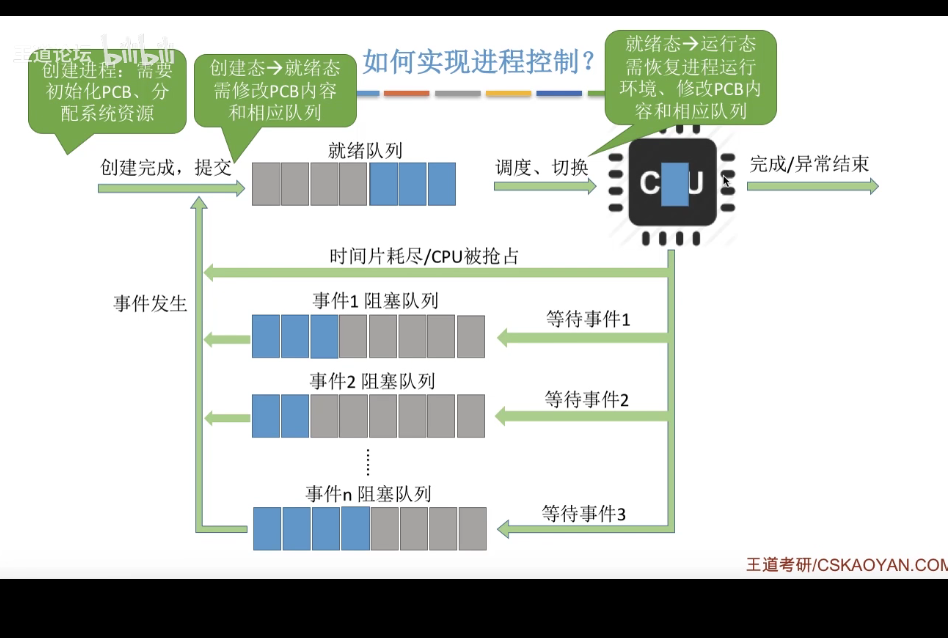 王道论坛 bilibili
如何实现进程控制？
创建进程：需要
初始化PCB、分
配系统资源
创建态→就绪态
需修改PCB内容
和相应队列
就绪态→运行态
需恢复进程运行
环境、修改PCB内
容和相应队列
就绪队列
创建完成，提交
调度、切换
CPU
完成/异常结束
时间片耗尽/CPU被抢占
事件发生
事件1 阻塞队列
等待事件1
事件2 阻塞队列
等待事件2
事件n 阻塞队列
等待事件3
王道考研/CSKAOYAN.COM